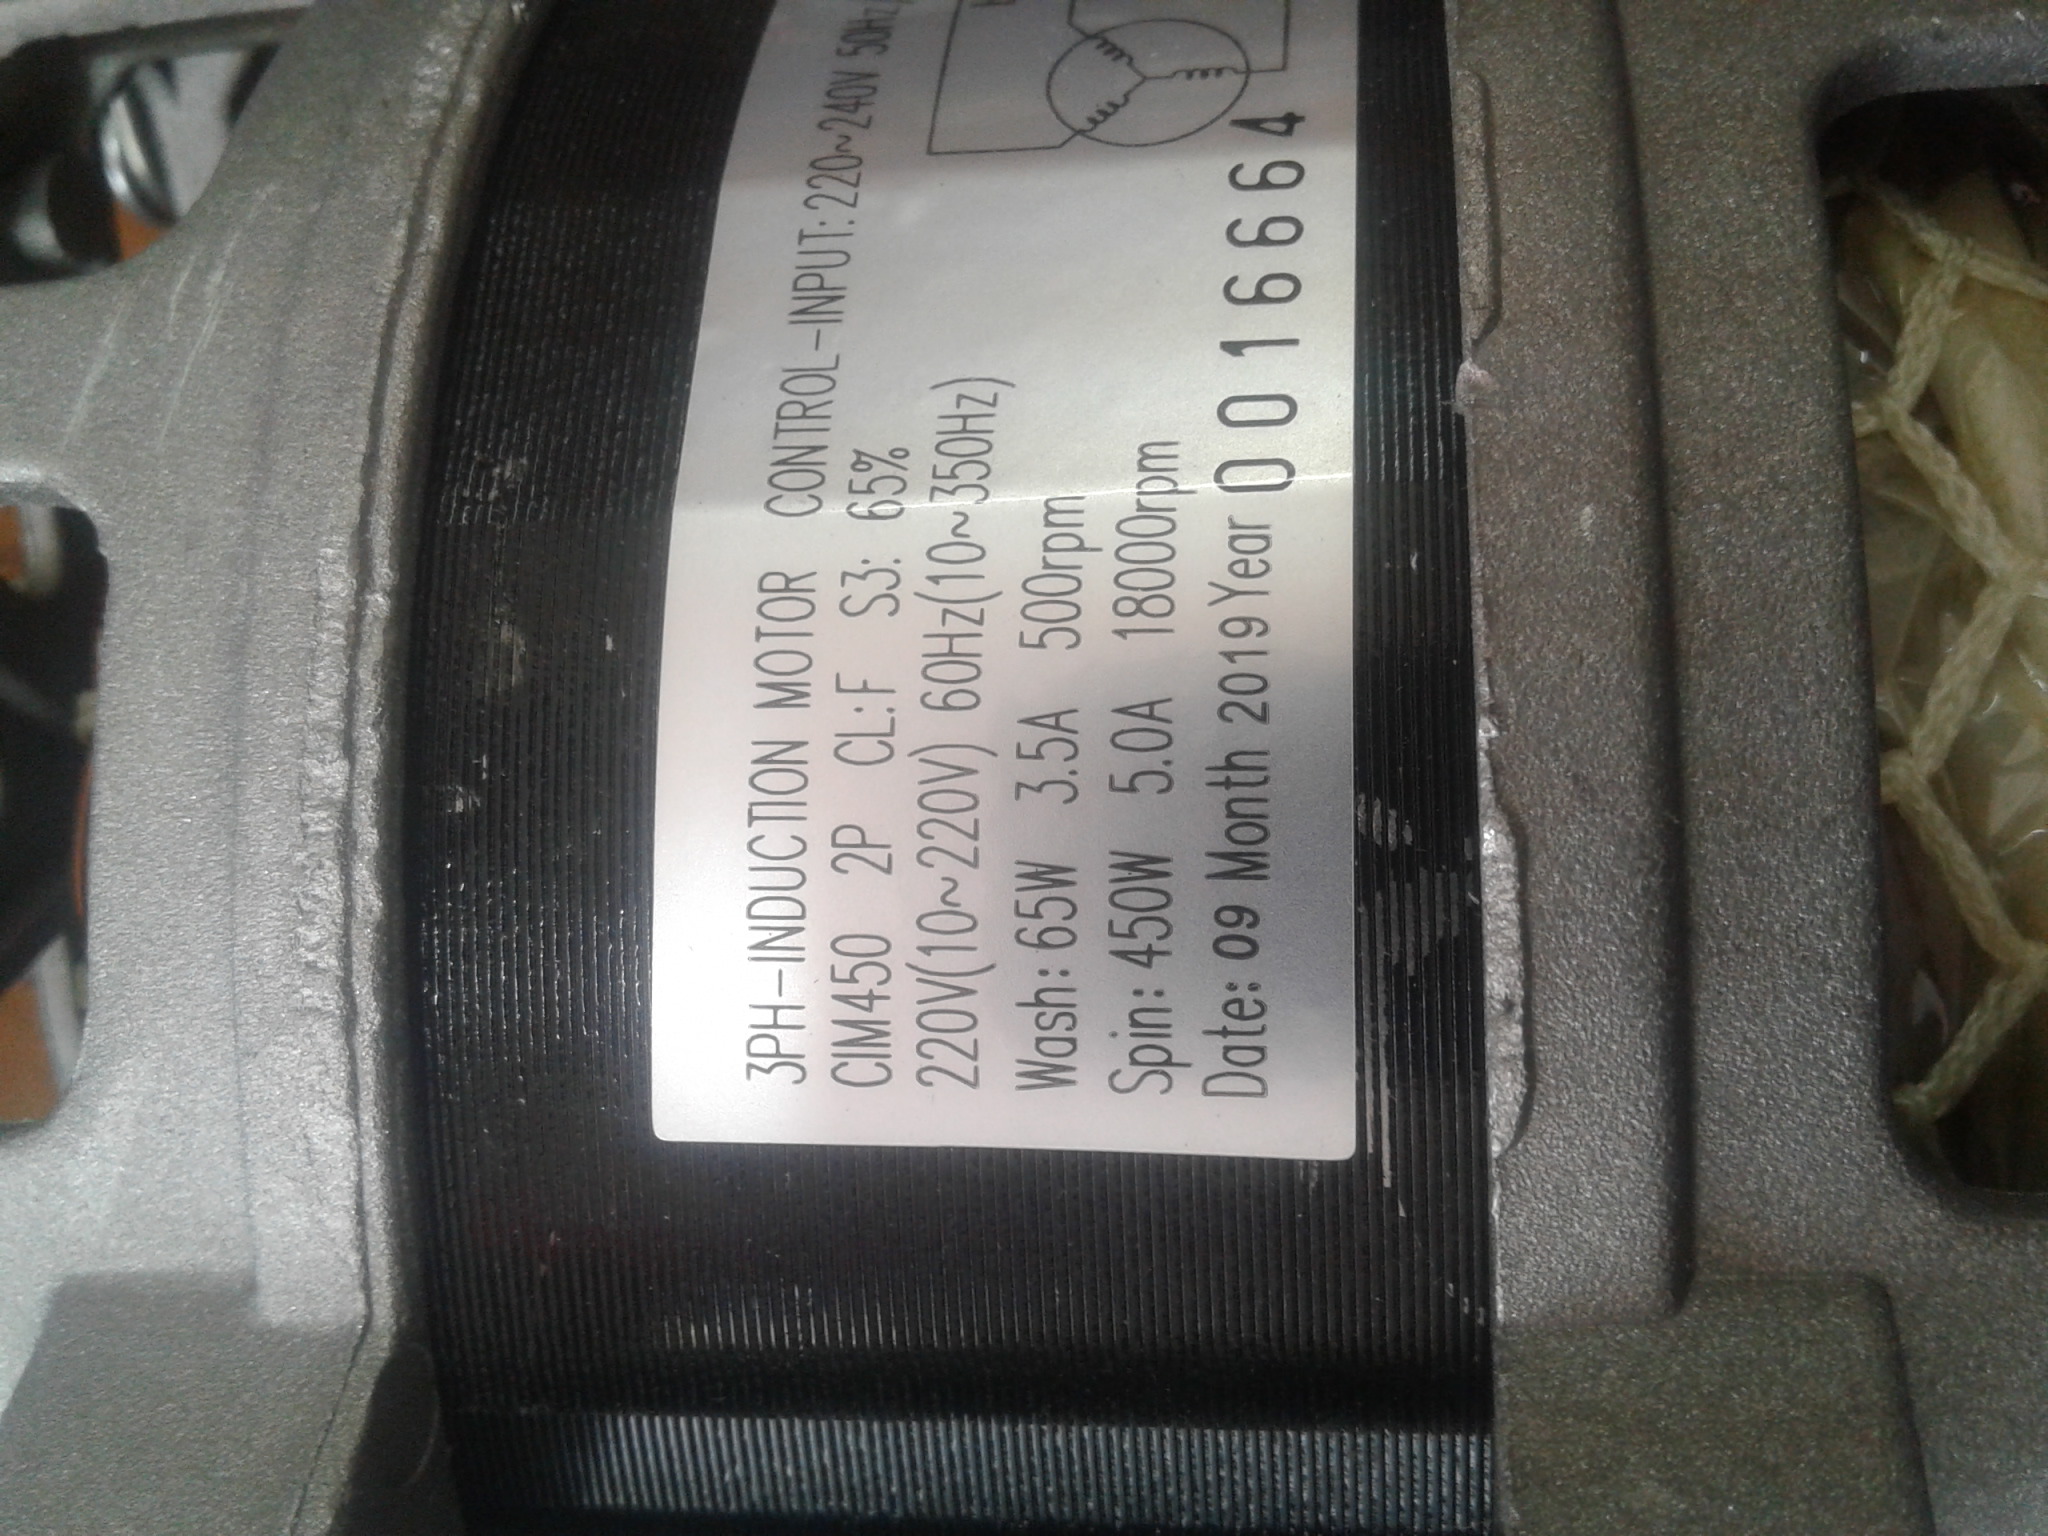 3PH-INDUCTION MOTOR CONTROL-INPUT: 220~240V 50Hz
CIM450 2P CL:F S3: 65%
220V(10~220V) 60Hz(10~350Hz)
Wash: 65W 3.5A 500rpm
Spin: 450W 5.0A 18000rpm
Date: 09 Month 2019 Year 0016664